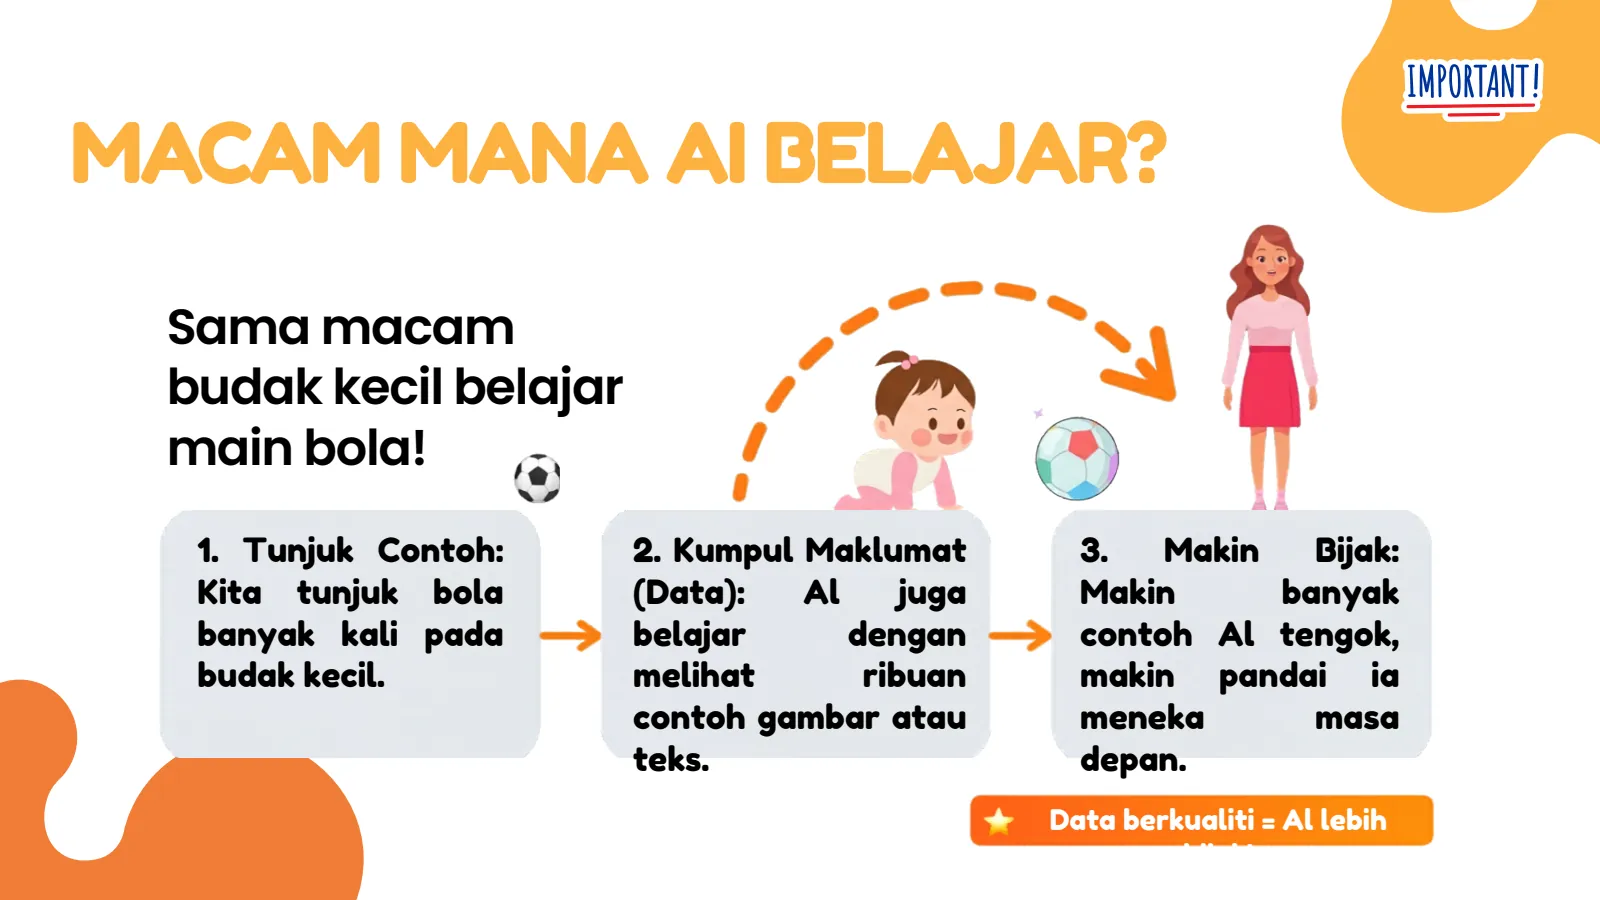 IMPORTANT!
MACAM MANA AI BELAJAR?
Sama macam
budak kecil belajar
main bola!
1. Tunjuk Contoh:
Kita tunjuk bola
banyak kali pada
budak kecil.
2. Kumpul Maklumat
(Data): AI juga
belajar dengan
melihat ribuan
contoh gambar atau
teks.
3. Makin Bijak:
Makin banyak
contoh AI tengok,
makin pandai ia
meneka masa
depan.
Data berkualiti = AI lebih